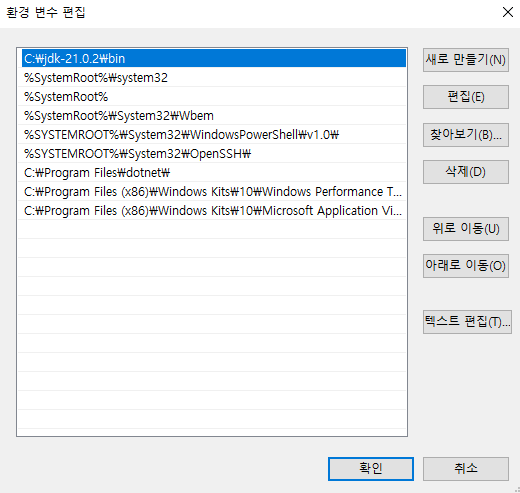 환경 변수 편집
C:₩jdk-21.0.2₩bin
%SystemRoot%₩system32
%SystemRoot%
%SystemRoot%₩System32₩Wbem
%SYSTEMROOT%₩System32₩WindowsPowerShell₩v1.0₩
%SYSTEMROOT%₩System32₩OpenSSH₩
C:₩Program Files₩dotnet₩
C:₩Program Files (x86)₩Windows Kits₩10₩Windows Performance T...
C:₩Program Files (x86)₩Windows Kits₩10₩Microsoft Application Vi...
새로 만들기(N)
편집(E)
찾아보기(B)...
삭제(D)
위로 이동(U)
아래로 이동(O)
텍스트 편집(T)...
확인
취소